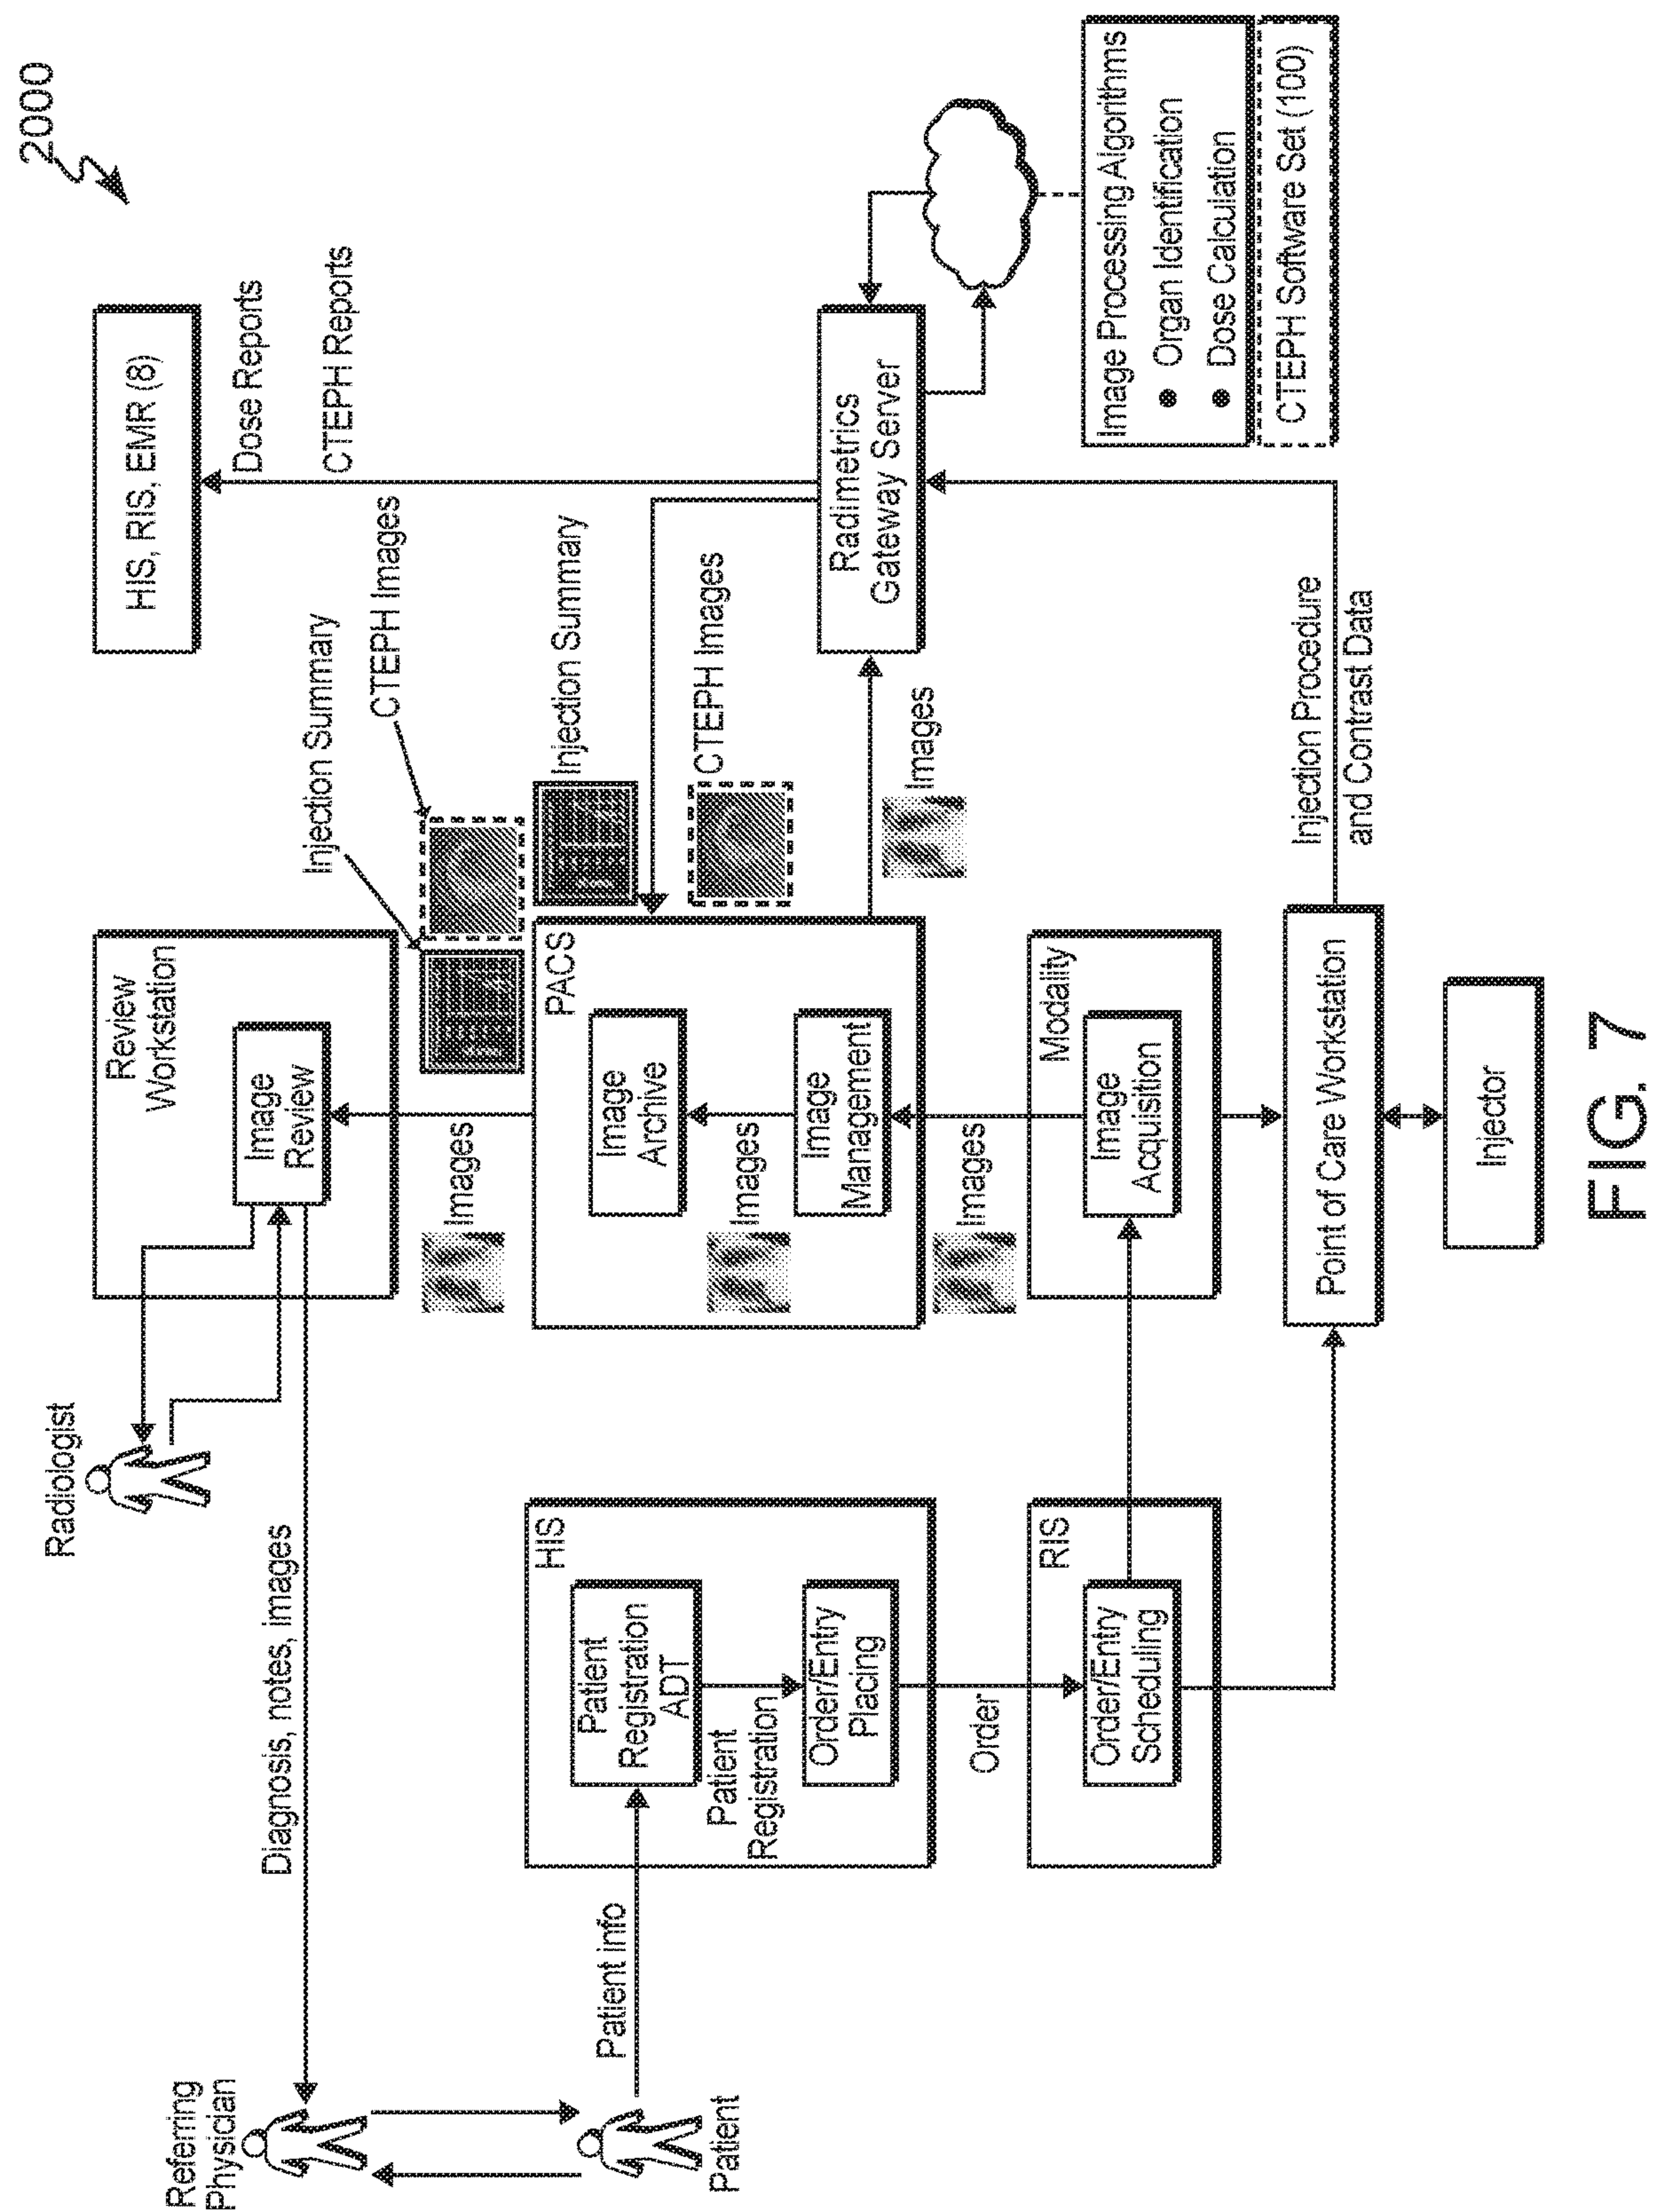 2000
Referring
Physician
Radiologist
Diagnosis, notes, images
Review
Workstation
Image
Review
HIS, RIS, EMR (8)
Dose Reports
CTEPH Reports
Injection Summary
CTEPH Images
Images
Patient
Patient info
HIS
Patient
Registration
ADT
Patient
Registration
Order/Entry
Placing
PACS
Image
Archive
Images
Image
Management
Injection Summary
CTEPH Images
Images
Radimetrics
Gateway Server
Order
Images
RIS
Order/Entry
Scheduling
Modality
Image
Acquisition
Image Processing Algorithms
● Organ Identification
● Dose Calculation
CTEPH Software Set (100)
Point of Care Workstation
Injection Procedure
and Contrast Data
Injector
FIG. 7